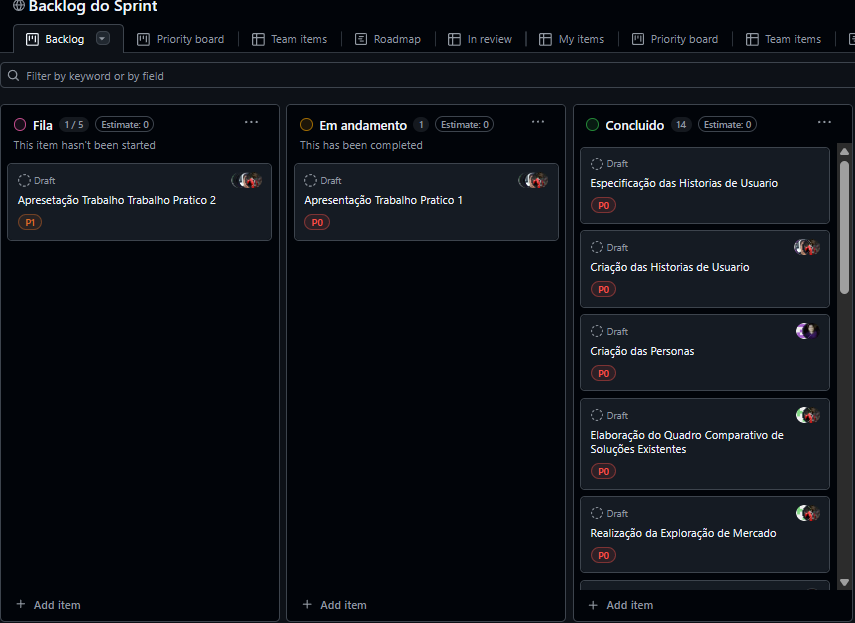 Backlog do Sprint
Backlog
Priority board
Team items
Roadmap
In review
My items
Priority board
Team items
Filter by keyword or by field
Fila 1 / 5 Estimate: 0
This item hasn't been started
Draft
Apresetação Trabalho Trabalho Pratico 2
P1
Add item
Em andamento 1 Estimate: 0
This has been completed
Draft
Apresentação Trabalho Pratico 1
P0
Add item
Concluido 14 Estimate: 0
Draft
Especificação das Historias de Usuario
P0
Draft
Criação das Historias de Usuario
P0
Draft
Criação das Personas
P0
Draft
Elaboração do Quadro Comparativo de
Soluções Existentes
P0
Draft
Realização da Exploração de Mercado
P0
Add item